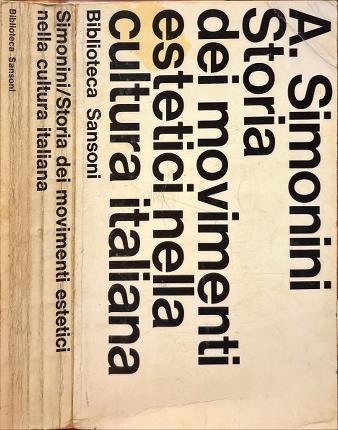 A. Simonini
Storia
dei movimenti
estetici nella
cultura italiana
Biblioteca Sansoni
Simonini/Storia dei movimenti estetici
nella cultura italiana
Biblioteca Sansoni